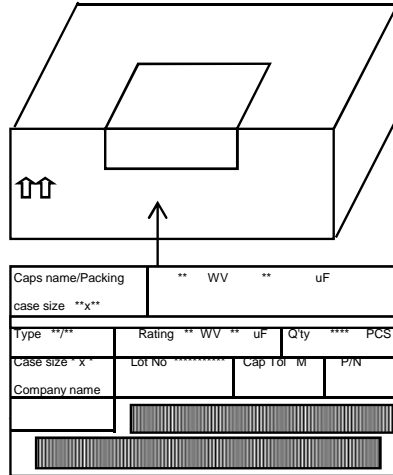 Caps name/Packing ** WV ** uF
case size **x**
Type **/** Rating ** WV ** uF Q'ty **** PCS
Case size * x * Lot No *********** Cap Tol M P/N
Company name